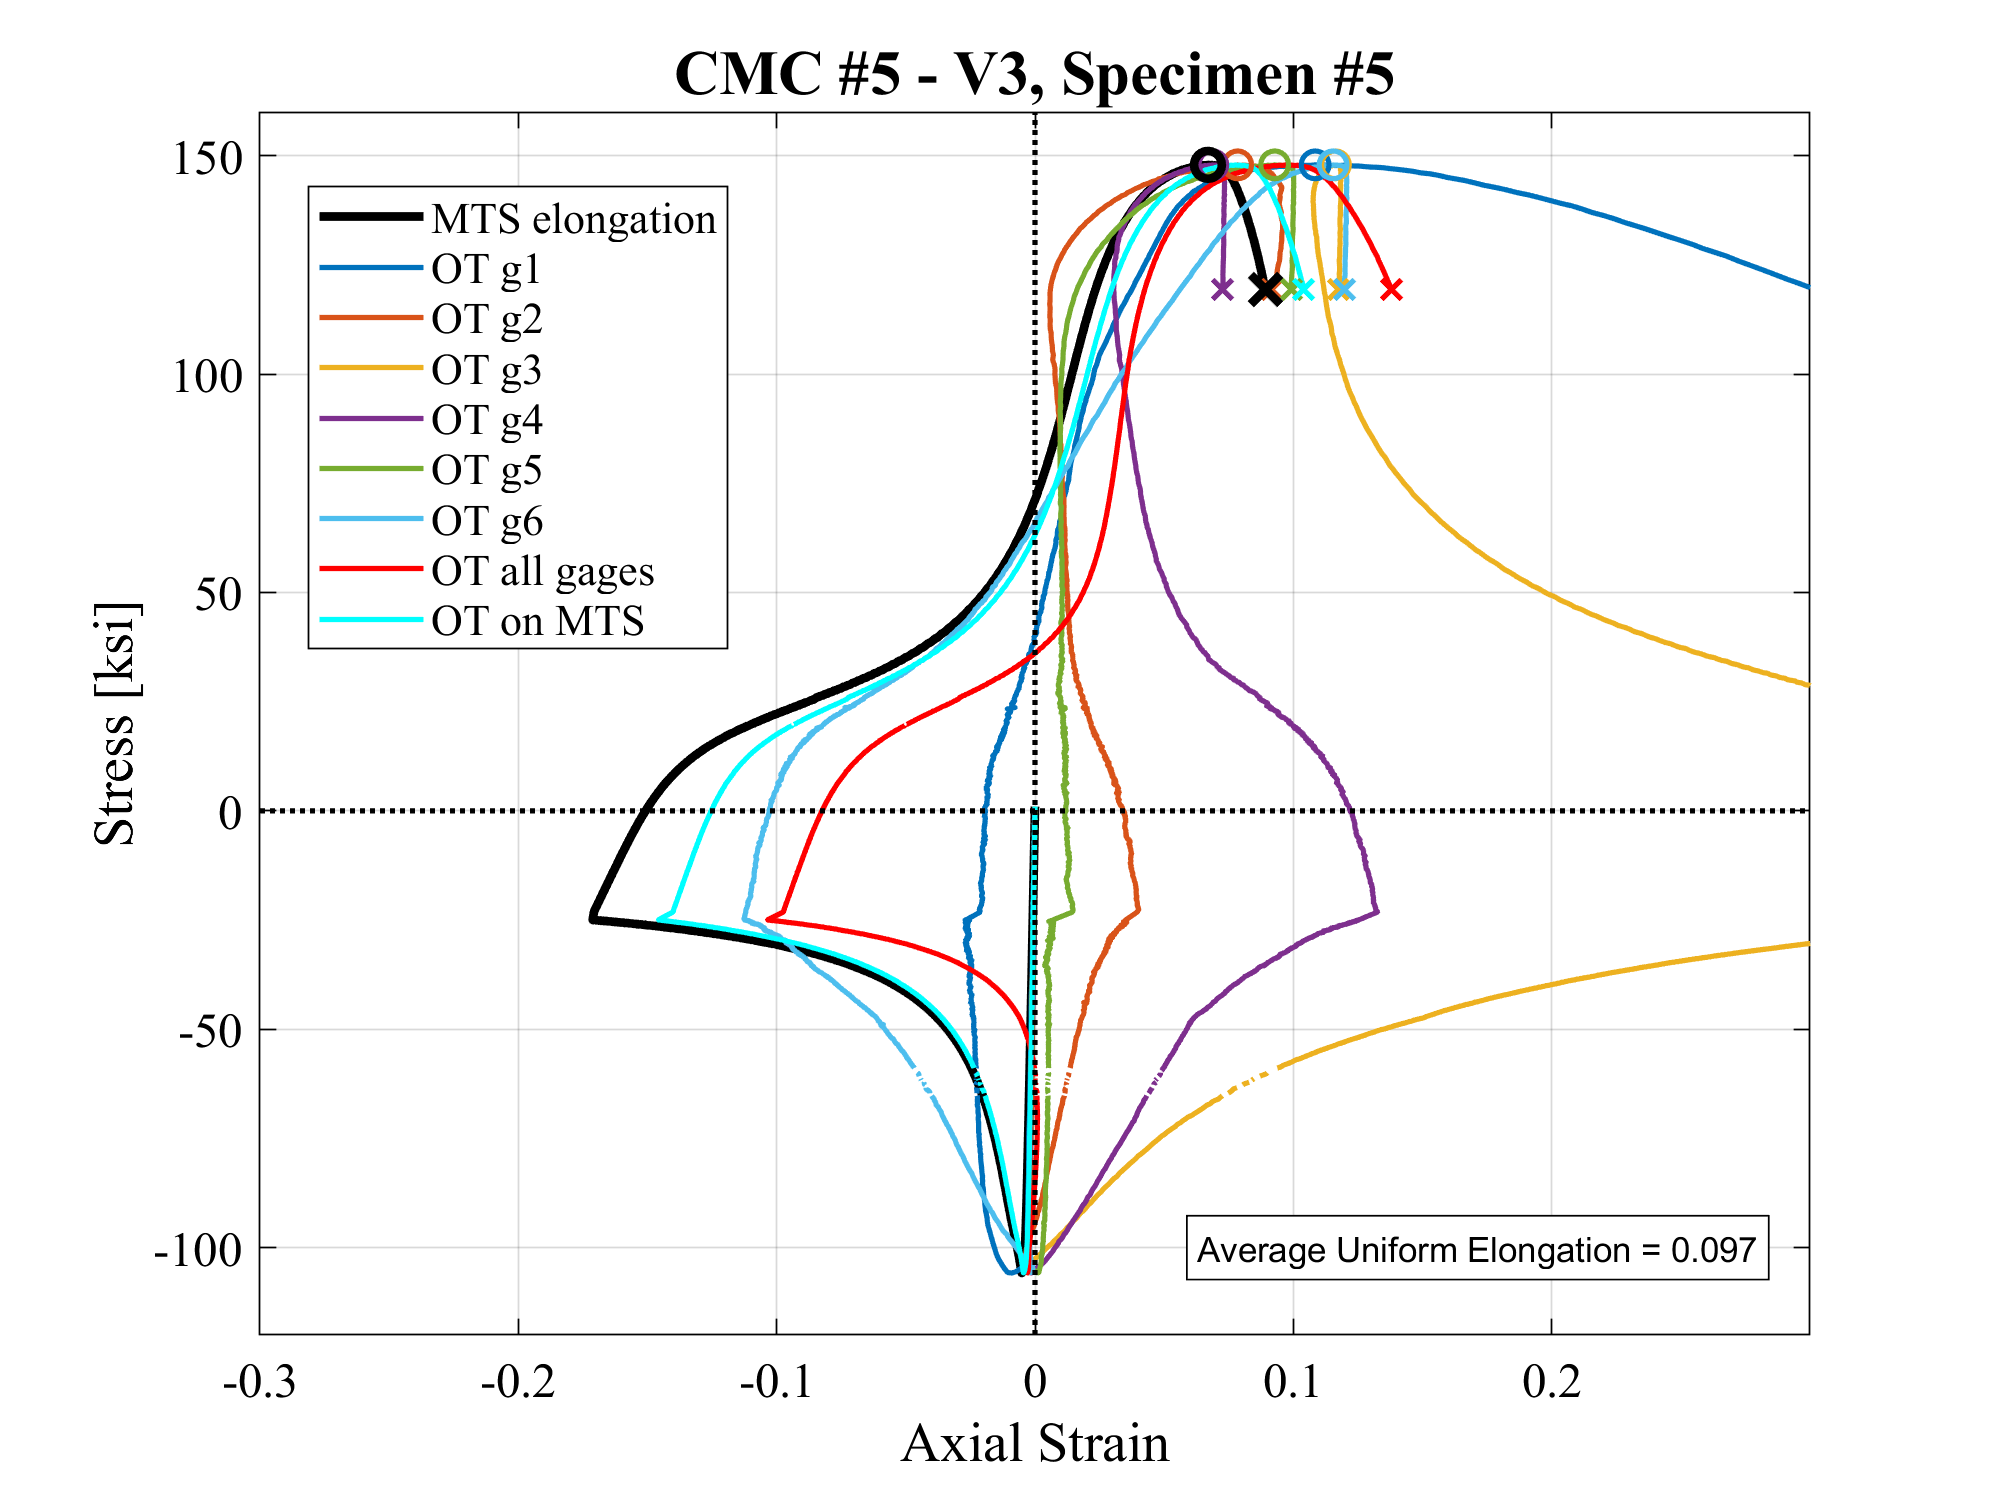 CMC #5 - V3, Specimen #5
150
100
50
0
-50
-100
Stress [ksi]
MTS elongation
OT g1
OT g2
OT g3
OT g4
OT g5
OT g6
OT all gages
OT on MTS
Average Uniform Elongation = 0.097
-0.3
-0.2
-0.1
0
0.1
0.2
Axial Strain